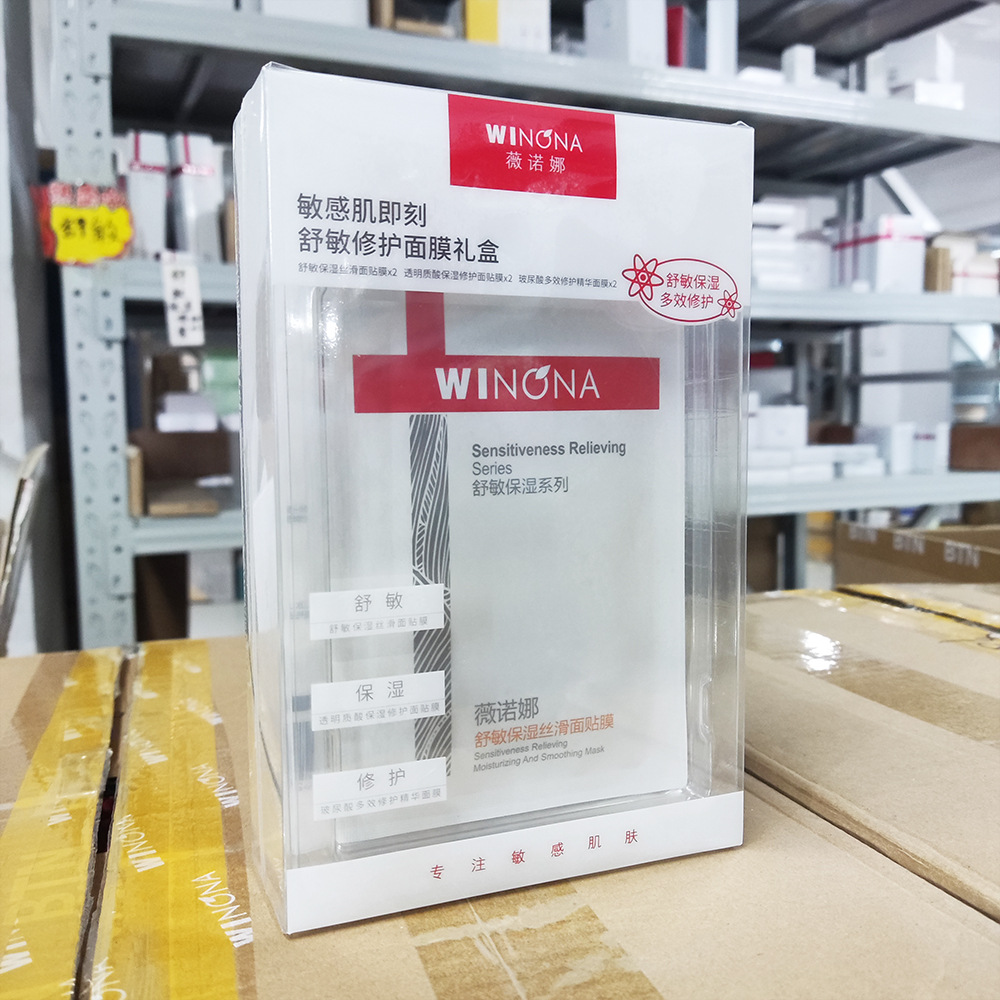 WINONA
薇诺娜
敏感肌即刻
舒敏修护面膜礼盒
舒敏保湿丝滑面贴膜x2 透明质酸保湿修护面贴膜x2 玻尿酸多效修护精华面膜x2
舒敏保湿
多效修护
WINONA
Sensitiveness Relieving
Series
舒敏保湿系列
舒敏
舒敏保湿丝滑面贴膜
保湿
透明质酸保湿修护面贴膜
修护
玻尿酸多效修护精华面膜
薇诺娜
舒敏保湿丝滑面贴膜
Sensitiveness Relieving
Moisturizing And Smoothing Mask
专注敏感肌肤
BTN
BTN
WINONA
WINONA
WINONA
WINONA
BTN